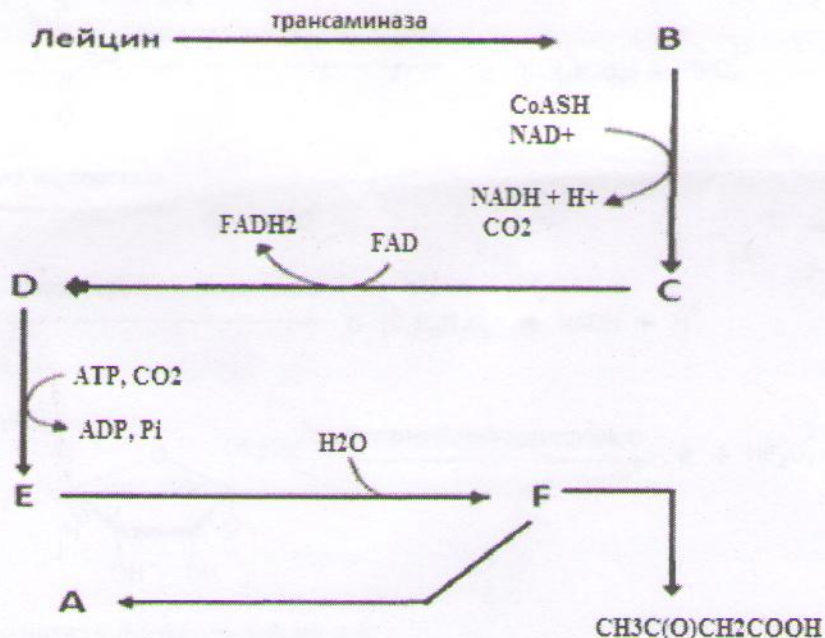 трансаминаза
Лейцин
B
CoASH
NAD+
NADH + H+
CO2
FADH2
FAD
D
C
ATP, CO2
ADP, Pi
H2O
E
F
A
CH3C(O)CH2COOH